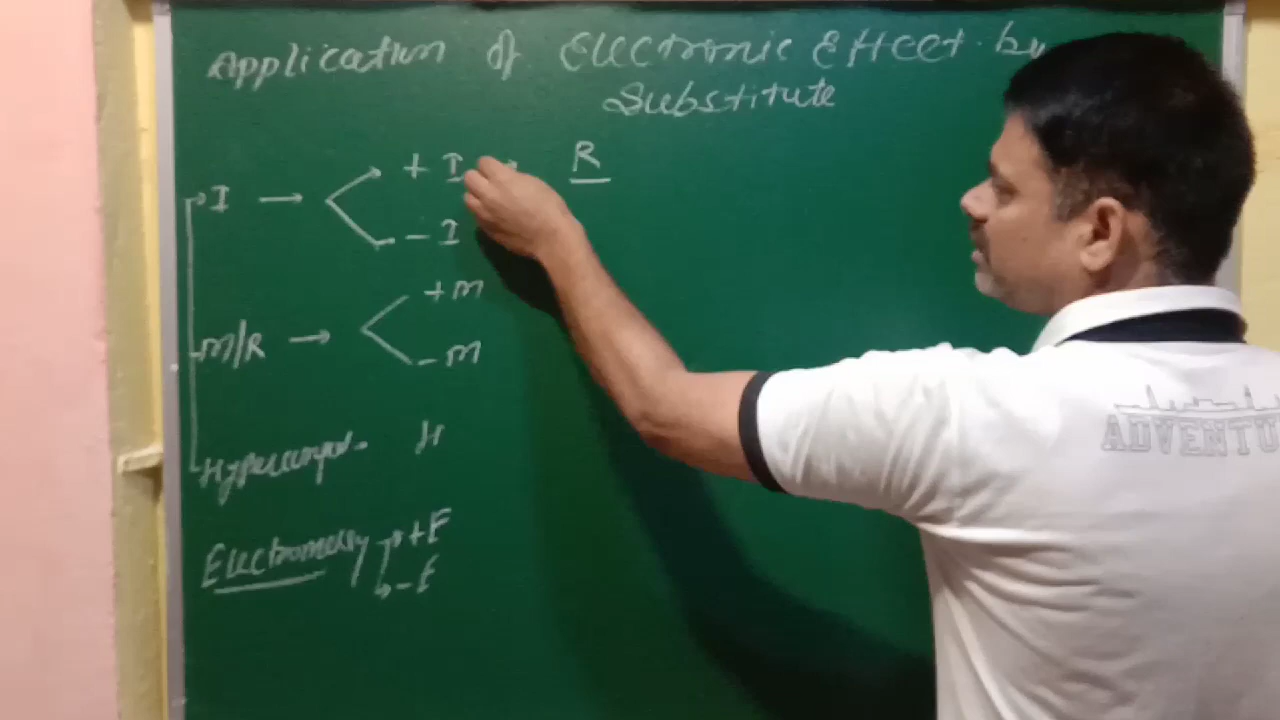 Application of Electronic Effect by
Substitute
I → + I → R
- I
M/R → + m
- m
H
Electromery + E
- E
ADVENTU